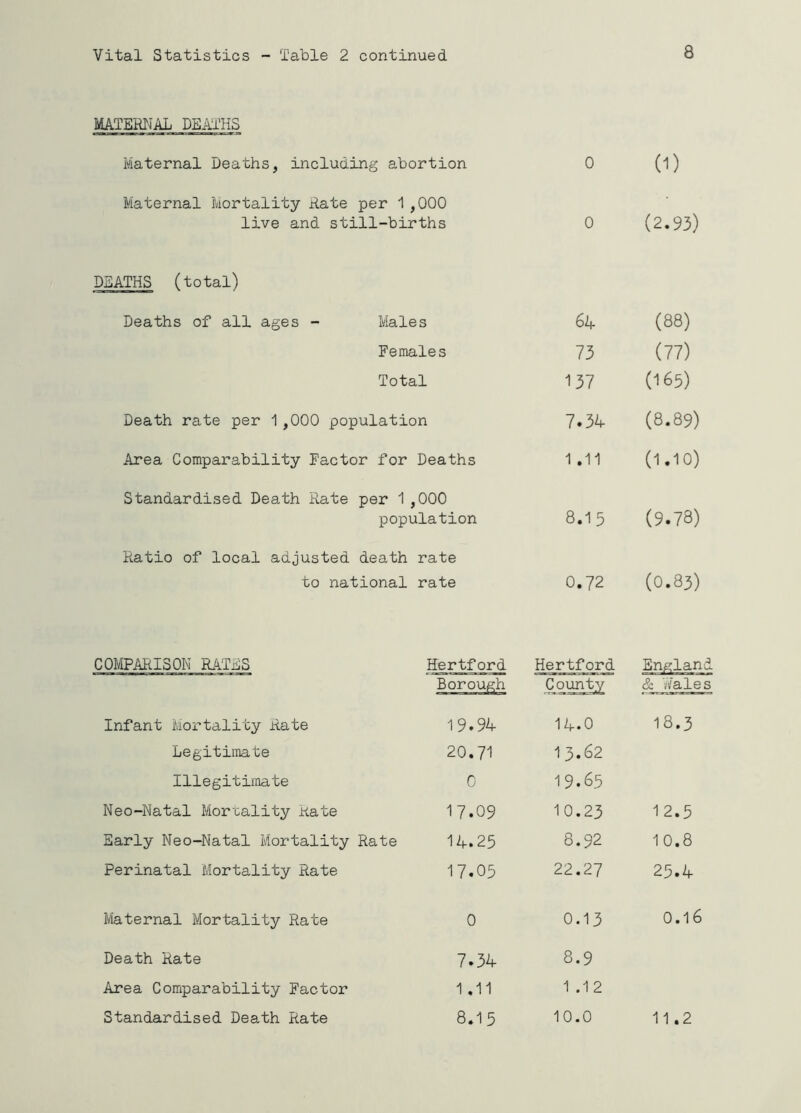 Vital Statistics - Table 2 continued 8
MATERNAL DEATHS
Maternal Deaths, including abortion 0 (1)
Maternal Mortality Rate per 1,000
live and still-births 0 (2.93)
DEATHS (total)
Deaths of all ages - Males 64 (88)
Females 73 (77)
Total 137 (165)
Death rate per 1,000 population 7.34 (8.89)
Area Comparability Factor for Deaths 1.11 (1.10)
Standardised Death Rate per 1,000
population 8.15 (9.78)
Ratio of local adjusted death rate
to national rate 0.72 (0.83)
COMPARISON RATES Hertford Hertford England
Borough County & Wales
Infant Mortality Rate 19.94 14.0 18.3
Legitimate 20.71 13.62
Illegitimate 0 19.65
Neo-Natal Mortality Rate 17.09 10.23 12.5
Early Neo-Natal Mortality Rate 14.25 8.92 10.8
Perinatal Mortality Rate 17.05 22.27 25.4
Maternal Mortality Rate 0 0.13 0.16
Death Rate 7.34 8.9
Area Comparability Factor 1.11 1.12
Standardised Death Rate 8.15 10.0 11.2